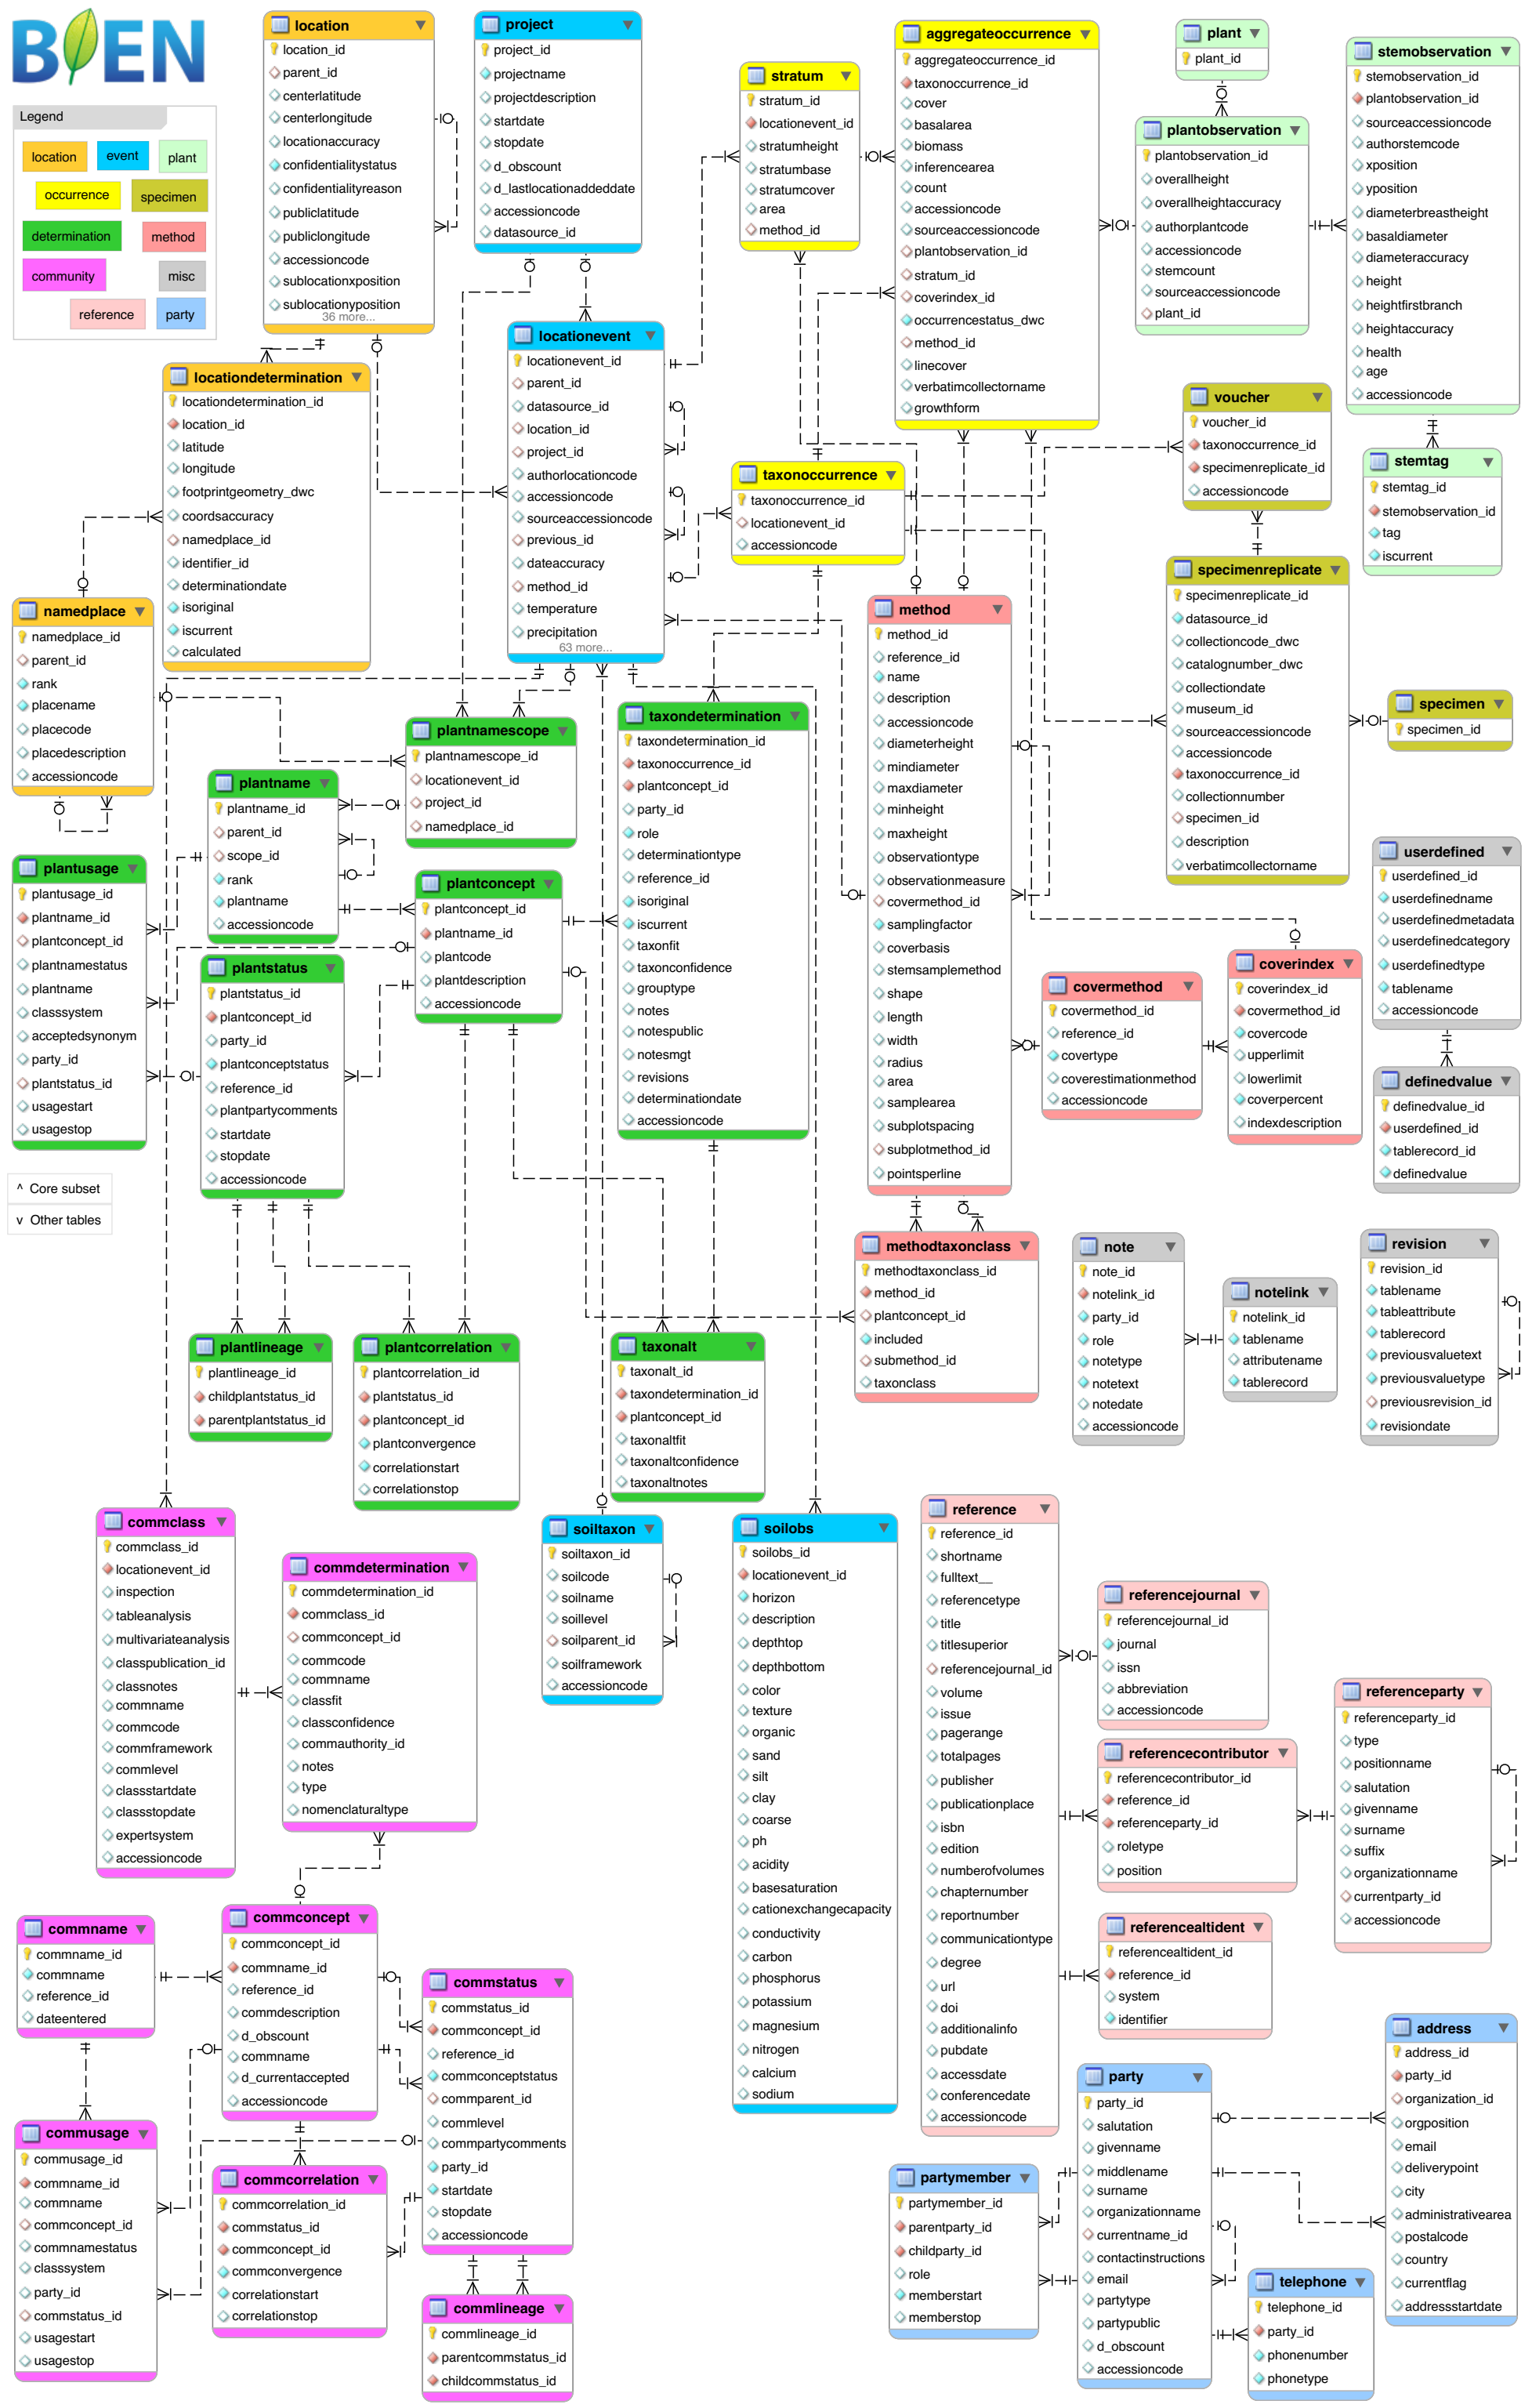 BIEN
Legend
location
event
plant
occurrence
specimen
determination
method
community
misc
reference
party
location
location_id
parent_id
centerlatitude
centerlongitude
locationaccuracy
confidentialitystatus
confidentialityreason
publiclatitude
publiclongitude
accessioncode
sublocationxposition
sublocationyposition
36 more...
project
project_id
projectname
projectdescription
startdate
stopdate
d_obscount
d_lastlocationaddeddate
accessioncode
datasource_id
stratum
stratum_id
locationevent_id
stratumheight
stratumbase
stratumcover
area
method_id
aggregateoccurrence
aggregateoccurrence_id
taxonoccurrence_id
cover
basalarea
biomass
inferencearea
count
accessioncode
sourceaccessioncode
plantobservation_id
stratum_id
coverindex_id
occurrencestatus_dwc
method_id
linecover
verbatimcollectorname
growthform
plant
plant_id
plantobservation
plantobservation_id
overallheight
overallheightaccuracy
authorplantcode
accessioncode
stemcount
sourceaccessioncode
plant_id
stemobservation
stemobservation_id
plantobservation_id
sourceaccessioncode
authorstemcode
xposition
yposition
diameterbreastheight
basaldiameter
diameteraccuracy
height
heightfirstbranch
heightaccuracy
health
age
accessioncode
locationdetermination
locationdetermination_id
location_id
latitude
longitude
footprintgeometry_dwc
coordsaccuracy
namedplace_id
identifier_id
determinationdate
isoriginal
iscurrent
calculated
locationevent
locationevent_id
parent_id
datasource_id
location_id
project_id
authorlocationcode
accessioncode
sourceaccessioncode
previous_id
dateaccuracy
method_id
temperature
precipitation
63 more...
taxonoccurrence
taxonoccurrence_id
locationevent_id
accessioncode
voucher
voucher_id
taxonoccurrence_id
specimenreplicate_id
accessioncode
stemtag
stemtag_id
stemobservation_id
tag
iscurrent
namedplace
namedplace_id
parent_id
rank
placename
placecode
placedescription
accessioncode
method
method_id
reference_id
name
description
accessioncode
diameterheight
mindiameter
maxdiameter
minheight
maxheight
observationtype
observationmeasure
covermethod_id
samplingfactor
coverbasis
stemsamplemethod
shape
length
width
radius
area
samplearea
subplotspacing
subplotmethod_id
pointsperline
specimenreplicate
specimenreplicate_id
datasource_id
collectioncode_dwc
catalognumber_dwc
collectiondate
museum_id
sourceaccessioncode
accessioncode
taxonoccurrence_id
collectionnumber
specimen_id
description
verbatimcollectorname
specimen
specimen_id
plantnamescope
plantnamescope_id
locationevent_id
project_id
namedplace_id
taxondetermination
taxondetermination_id
taxonoccurrence_id
plantconcept_id
party_id
role
determinationtype
reference_id
isoriginal
iscurrent
taxonfit
taxonconfidence
grouptype
notes
notespublic
notesmgt
revisions
determinationdate
accessioncode
plantname
plantname_id
parent_id
scope_id
rank
plantname
accessioncode
plantusage
plantusage_id
plantname_id
plantconcept_id
plantnamestatus
plantname
classsystem
acceptedsynonym
party_id
plantstatus_id
usagestart
usagestop
plantconcept
plantconcept_id
plantname_id
plantcode
plantdescription
accessioncode
plantstatus
plantstatus_id
plantconcept_id
party_id
plantconceptstatus
reference_id
plantpartycomments
startdate
stopdate
accessioncode
userdefined
userdefined_id
userdefinedname
userdefinedmetadata
userdefinedcategory
userdefinedtype
tablename
accessioncode
covermethod
covermethod_id
reference_id
covertype
coverestimationmethod
accessioncode
coverindex
coverindex_id
covermethod_id
covercode
upperlimit
lowerlimit
coverpercent
indexdescription
definedvalue
definedvalue_id
userdefined_id
tablerecord_id
definedvalue
^ Core subset
v Other tables
methodtaxonclass
methodtaxonclass_id
method_id
plantconcept_id
included
submethod_id
taxonclass
note
note_id
notelink_id
party_id
role
notetype
notetext
notedate
accessioncode
notelink
notelink_id
tablename
attributename
tablerecord
revision
revision_id
tablename
tableattribute
tablerecord
previousvaluetext
previousvaluetype
previousrevision_id
revisiondate
plantlineage
plantlineage_id
childplantstatus_id
parentplantstatus_id
plantcorrelation
plantcorrelation_id
plantstatus_id
plantconcept_id
plantconvergence
correlationstart
correlationstop
taxonalt
taxonalt_id
taxondetermination_id
plantconcept_id
taxonaltfit
taxonaltconfidence
taxonaltnotes
commclass
commclass_id
locationevent_id
inspection
tableanalysis
multivariateanalysis
classpublication_id
classnotes
commname
commcode
commframework
commlevel
classstartdate
classstopdate
expertsystem
accessioncode
commdetermination
commdetermination_id
commclass_id
commconcept_id
commcode
commname
classfit
classconfidence
commauthority_id
notes
type
nomenclaturaltype
soiltaxon
soiltaxon_id
soilcode
soilname
soillevel
soilparent_id
soilframework
accessioncode
soilobs
soilobs_id
locationevent_id
horizon
description
depthtop
depthbottom
color
texture
organic
sand
silt
clay
coarse
ph
acidity
basesaturation
cationexchangecapacity
conductivity
carbon
phosphorus
potassium
magnesium
nitrogen
calcium
sodium
reference
reference_id
shortname
fulltext__
referencetype
title
titlesuperior
referencejournal_id
volume
issue
pagerange
totalpages
publisher
publicationplace
isbn
edition
numberofvolumes
chapternumber
reportnumber
communicationtype
degree
url
doi
additionalinfo
pubdate
accessdate
conferencedate
accessioncode
referencejournal
referencejournal_id
journal
issn
abbreviation
accessioncode
referencecontributor
referencecontributor_id
reference_id
referenceparty_id
roletype
position
referenceparty
referenceparty_id
type
positionname
salutation
givenname
surname
suffix
organizationname
currentparty_id
accessioncode
referencealtident
referencealtident_id
reference_id
system
identifier
commname
commname_id
commname
reference_id
dateentered
commconcept
commconcept_id
commname_id
reference_id
commdescription
d_obscount
commname
d_currentaccepted
accessioncode
commstatus
commstatus_id
commconcept_id
reference_id
commconceptstatus
commparent_id
commlevel
commpartycomments
party_id
startdate
stopdate
accessioncode
commusage
commusage_id
commname_id
commname
commconcept_id
commnamestatus
classsystem
party_id
commstatus_id
usagestart
usagestop
commcorrelation
commcorrelation_id
commstatus_id
commconcept_id
commconvergence
correlationstart
correlationstop
commlineage
commlineage_id
parentcommstatus_id
childcommstatus_id
partymember
partymember_id
parentparty_id
childparty_id
role
memberstart
memberstop
party
party_id
salutation
givenname
middlename
surname
organizationname
currentname_id
contactinstructions
email
partytype
partypublic
d_obscount
accessioncode
address
address_id
party_id
organization_id
orgposition
email
deliverypoint
city
administrativearea
postalcode
country
currentflag
addressstartdate
telephone
telephone_id
party_id
phonenumber
phonetype